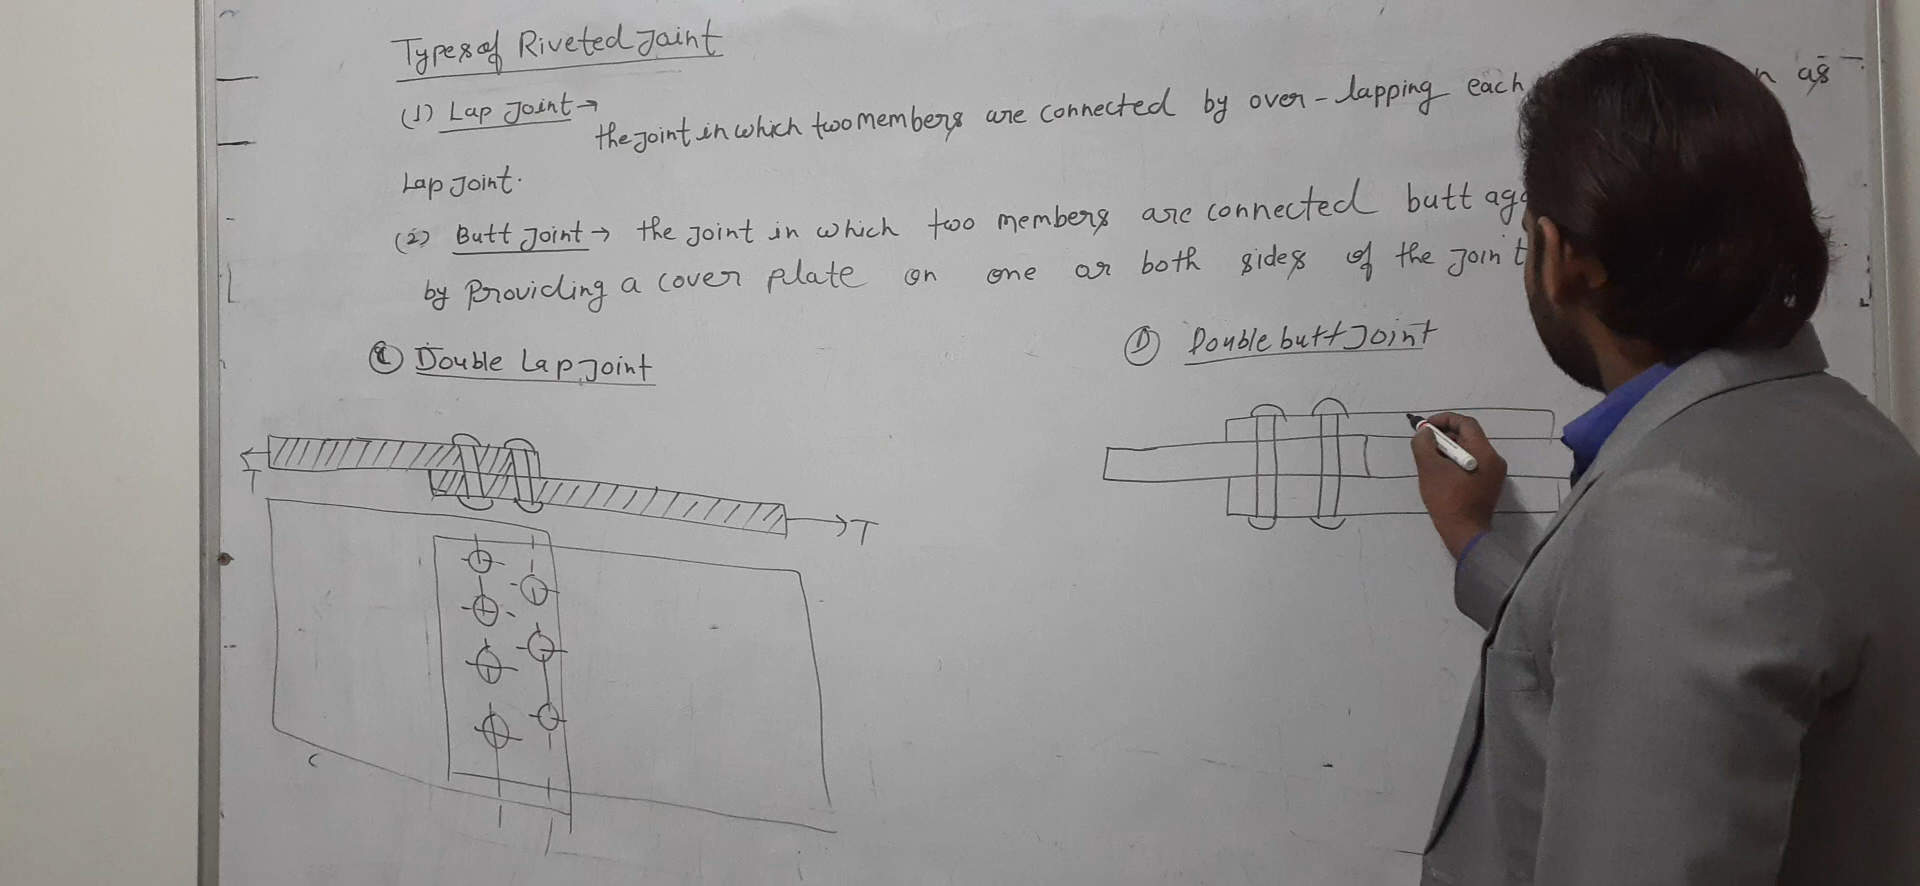 Types of Riveted Joint
(1) Lap Joint → the joint in which two members are connected by over-lapping each as
Lap Joint.
(2) Butt Joint → the joint in which two members are connected butt
by Providing a cover plate on one or both sides of the joint
Double Lap Joint
D Double butt Joint
T
T